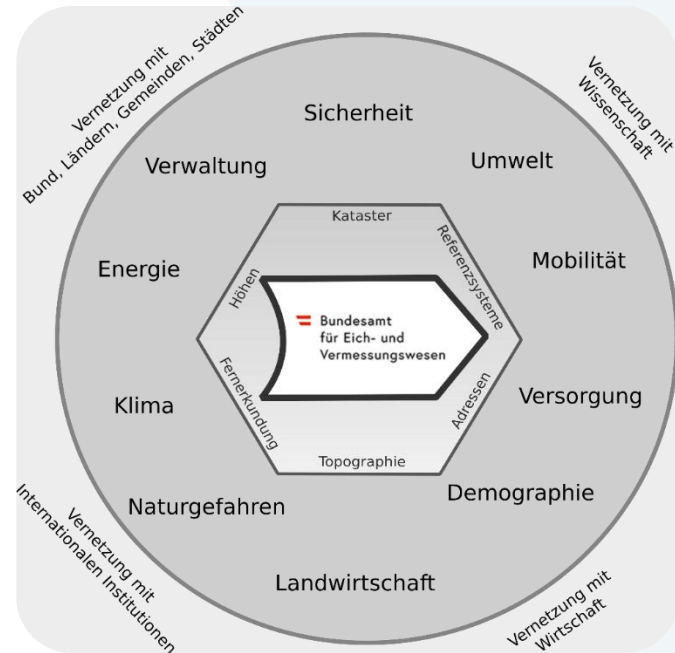 Vernetzung mit
Bund, Ländern, Gemeinden, Städten
Vernetzung mit
Wissenschaft
Sicherheit
Verwaltung
Umwelt
Energie
Mobilität
Klima
Versorgung
Naturgefahren
Demographie
Landwirtschaft
Kataster
Höhen
Referenzsysteme
Bundesamt
für Eich- und
Vermessungswesen
Fernerkundung
Adressen
Topographie
Vernetzung mit
Internationalen Institutionen
Vernetzung mit
Wirtschaft